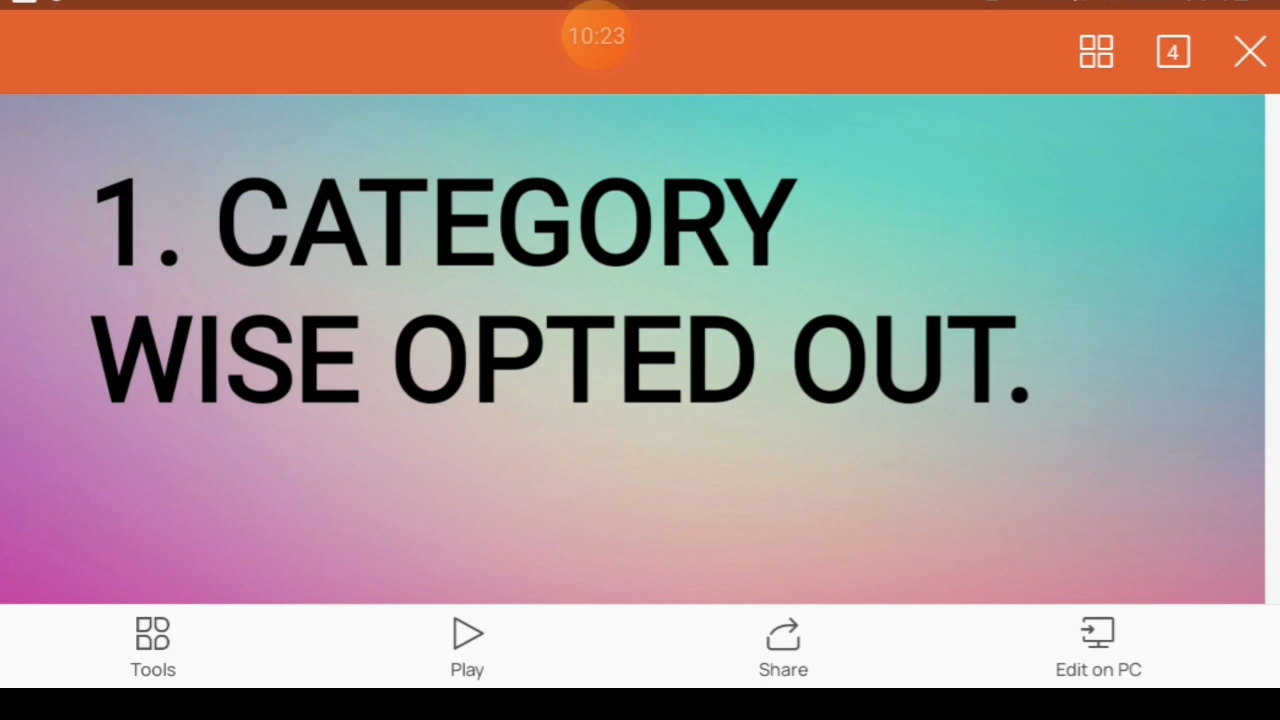 10:23
4
1. CATEGORY
WISE OPTED OUT.
Tools
Play
Share
Edit on PC